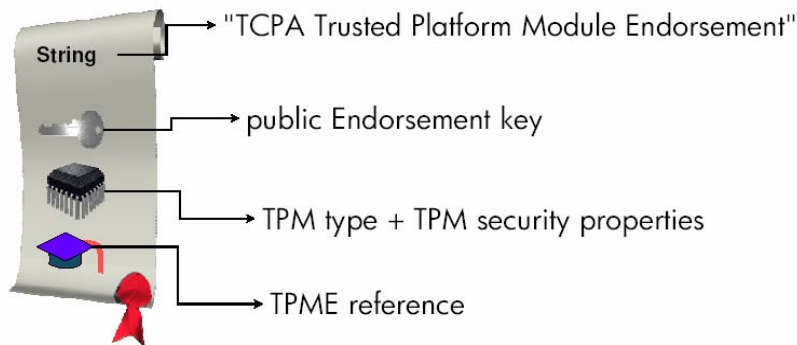 "TCPA Trusted Platform Module Endorsement"
String
public Endorsement key
TPM type + TPM security properties
TPME reference